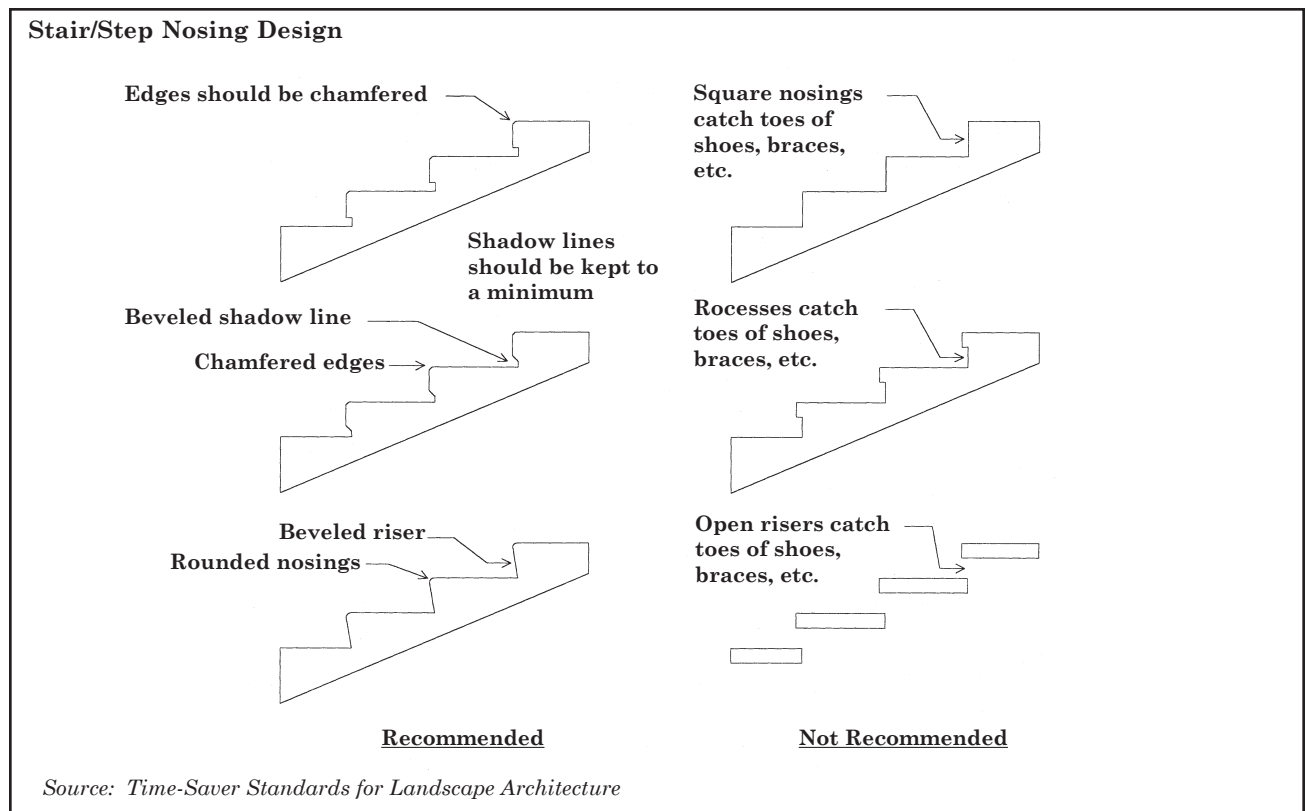 Stair/Step Nosing Design
Edges should be chamfered
Square nosings
catch toes of
shoes, braces,
etc.
Shadow lines
should be kept to
a minimum
Beveled shadow line
Chamfered edges
Rocesses catch
toes of shoes,
braces, etc.
Beveled riser
Rounded nosings
Open risers catch
toes of shoes,
braces, etc.
Recommended
Not Recommended
Source: Time-Saver Standards for Landscape Architecture